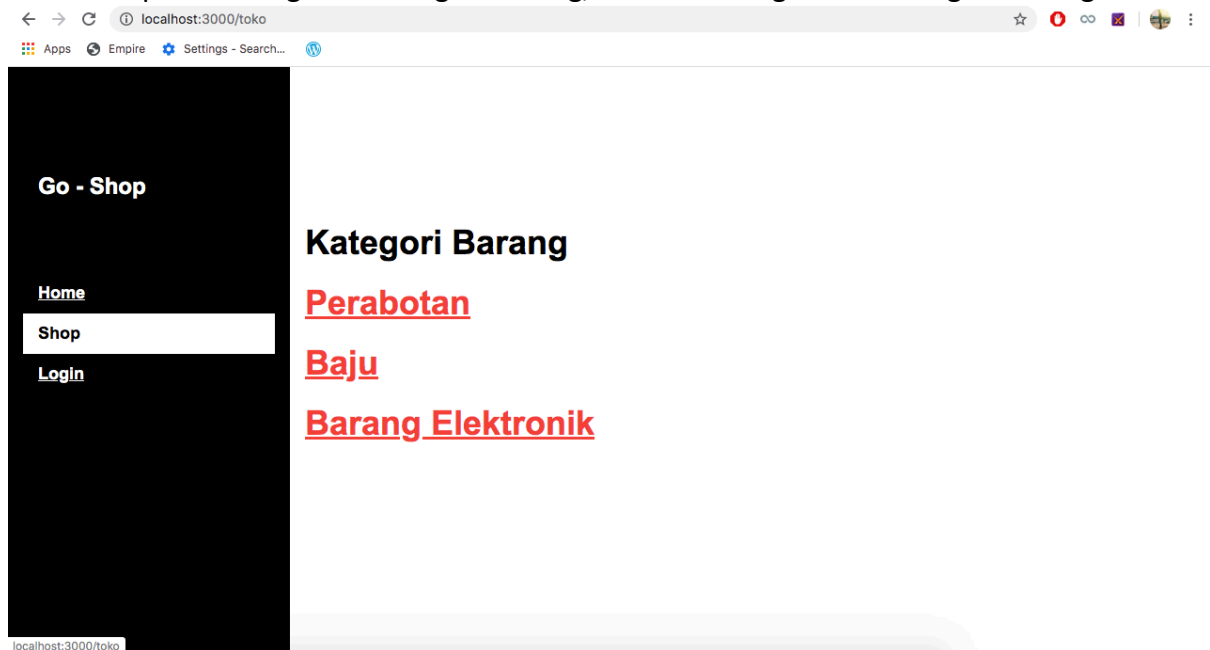 localhost:3000/toko
Apps Empire Settings - Search...
Go - Shop
Kategori Barang
Home
Perabotan
Shop
Baju
Login
Barang Elektronik
localhost:3000/toko